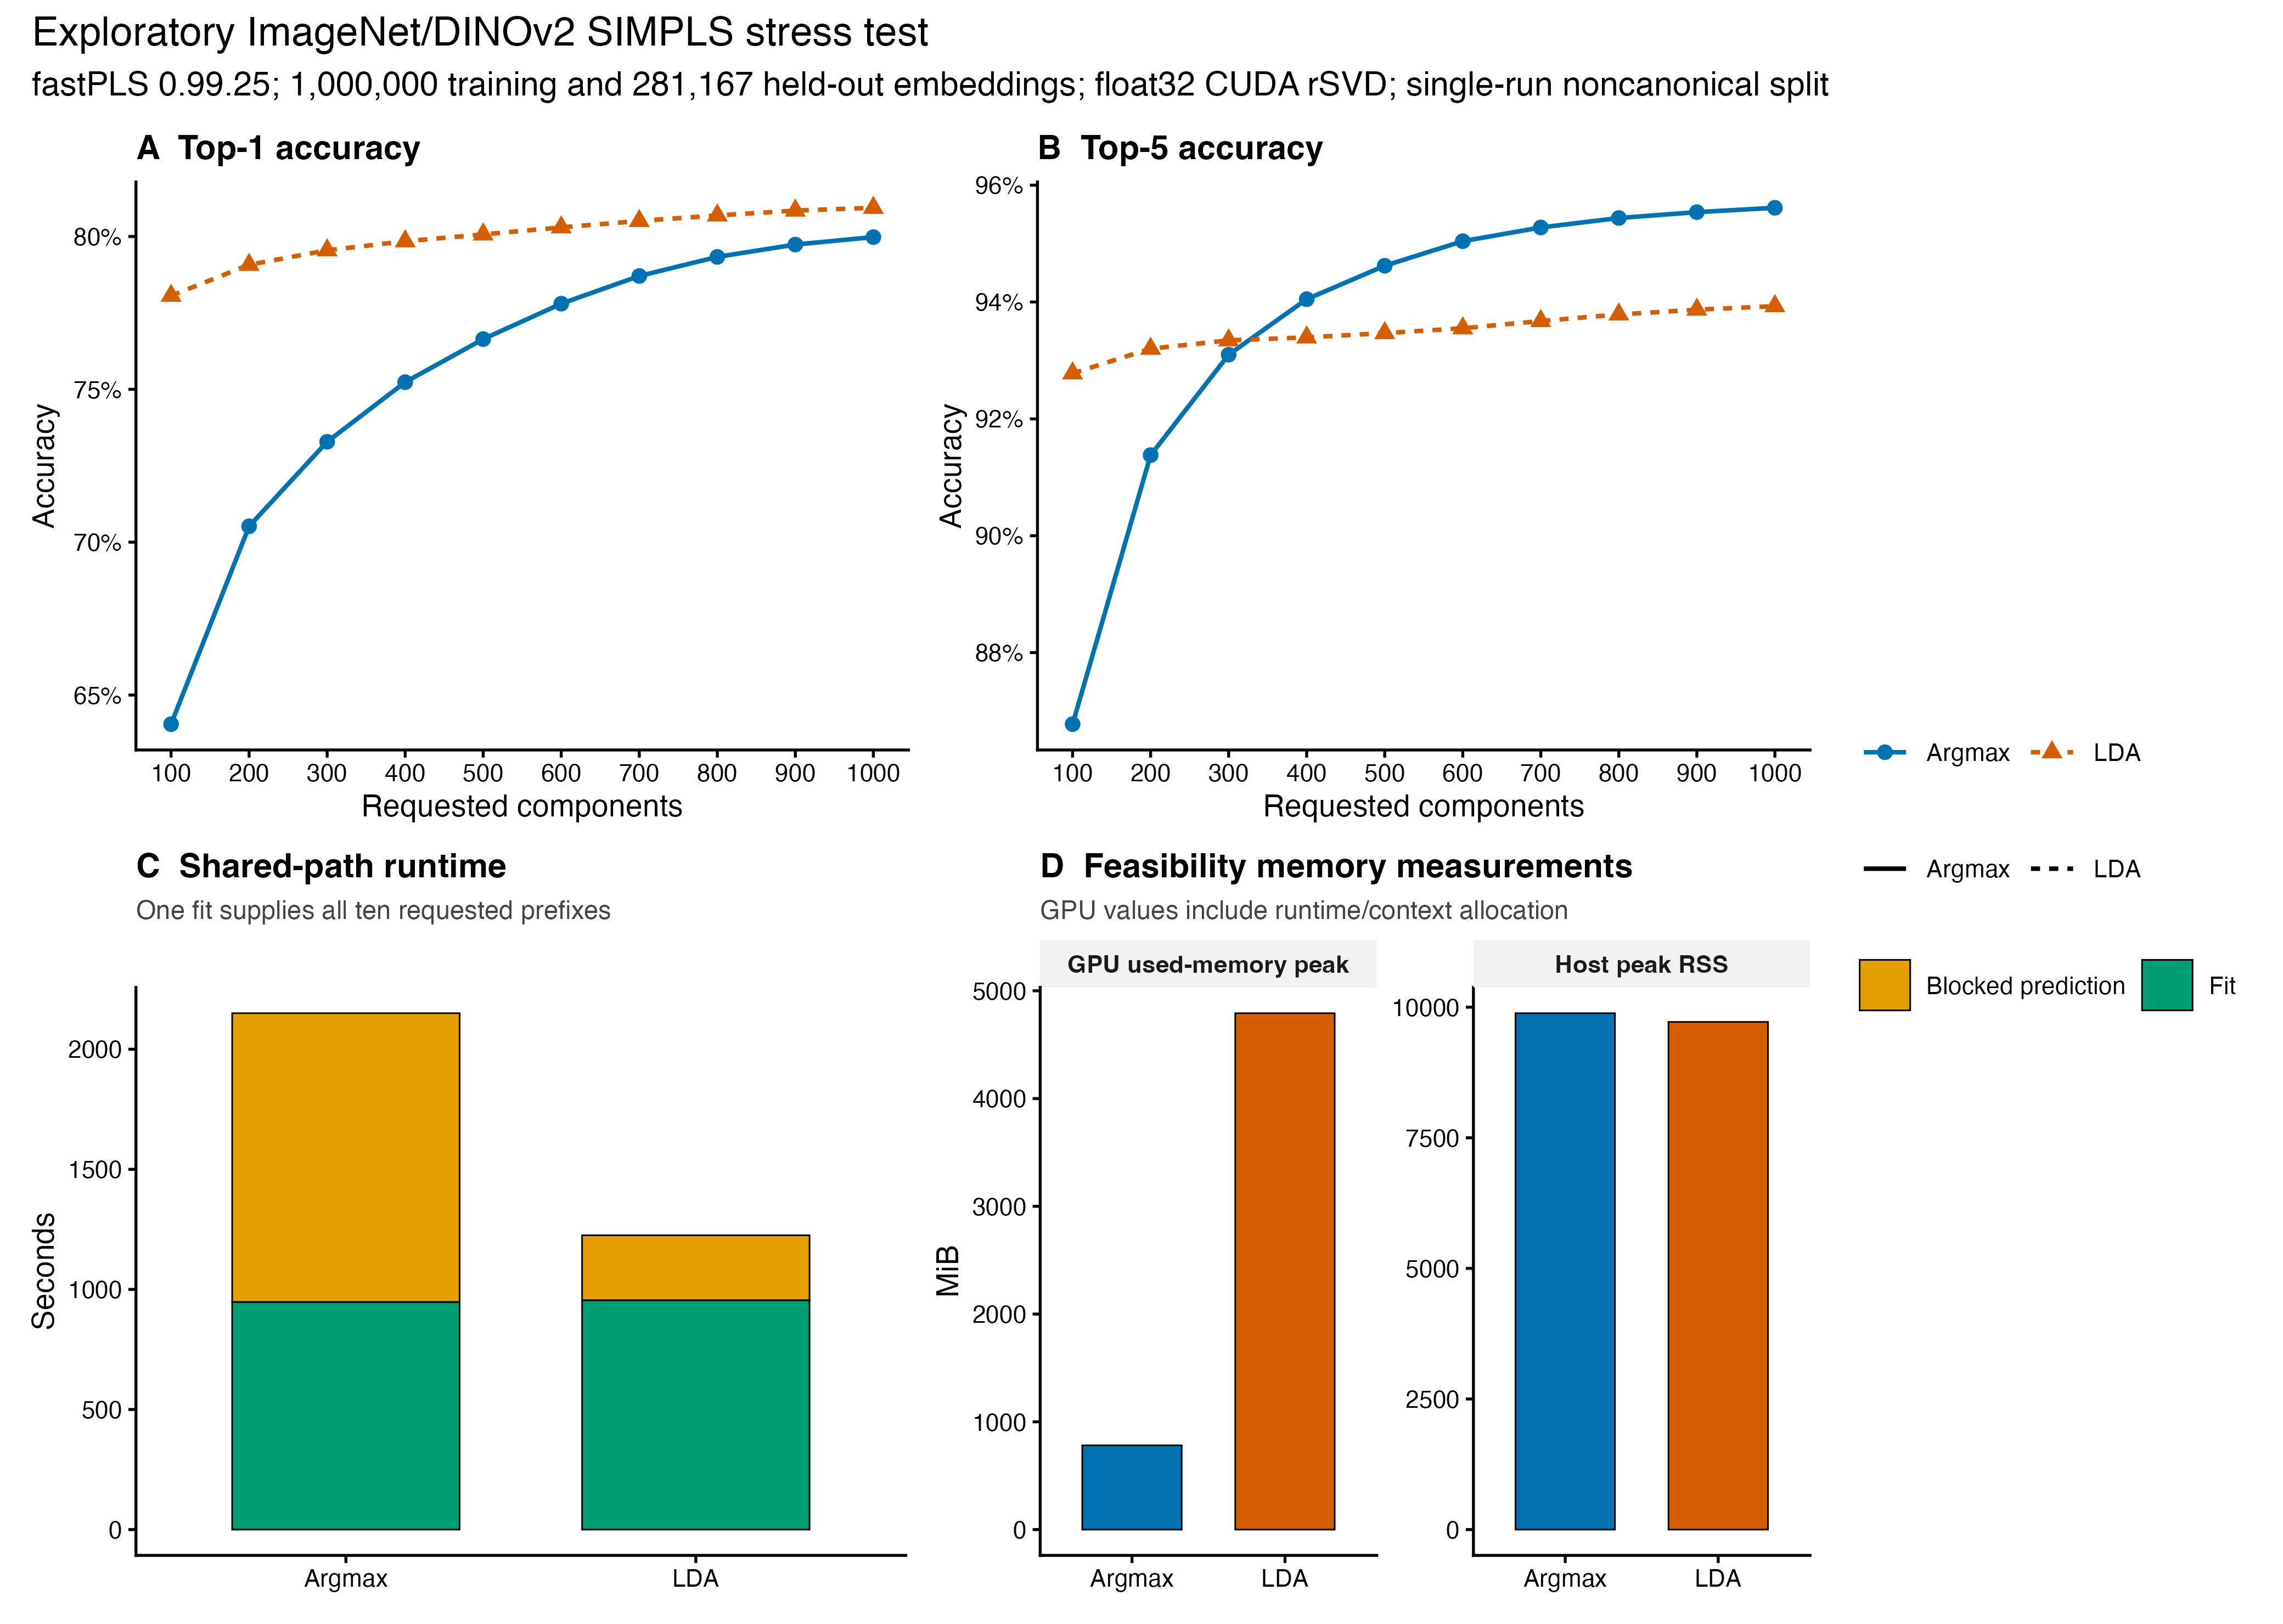 Exploratory ImageNet/DINOv2 SIMPLS stress test
fastPLS 0.99.25; 1,000,000 training and 281,167 held-out embeddings; float32 CUDA rSVD; single-run noncanonical split
A Top-1 accuracy
Accuracy
80%
75%
70%
65%
100 200 300 400 500 600 700 800 900 1000
Requested components
B Top-5 accuracy
Accuracy
96%
94%
92%
90%
88%
100 200 300 400 500 600 700 800 900 1000
Requested components
Argmax LDA
Argmax LDA
Blocked prediction Fit
C Shared-path runtime
One fit supplies all ten requested prefixes
Seconds
2000
1500
1000
500
0
Argmax LDA
D Feasibility memory measurements
GPU values include runtime/context allocation
MiB
GPU used-memory peak
5000
4000
3000
2000
1000
0
Argmax LDA
Host peak RSS
10000
7500
5000
2500
0
Argmax LDA